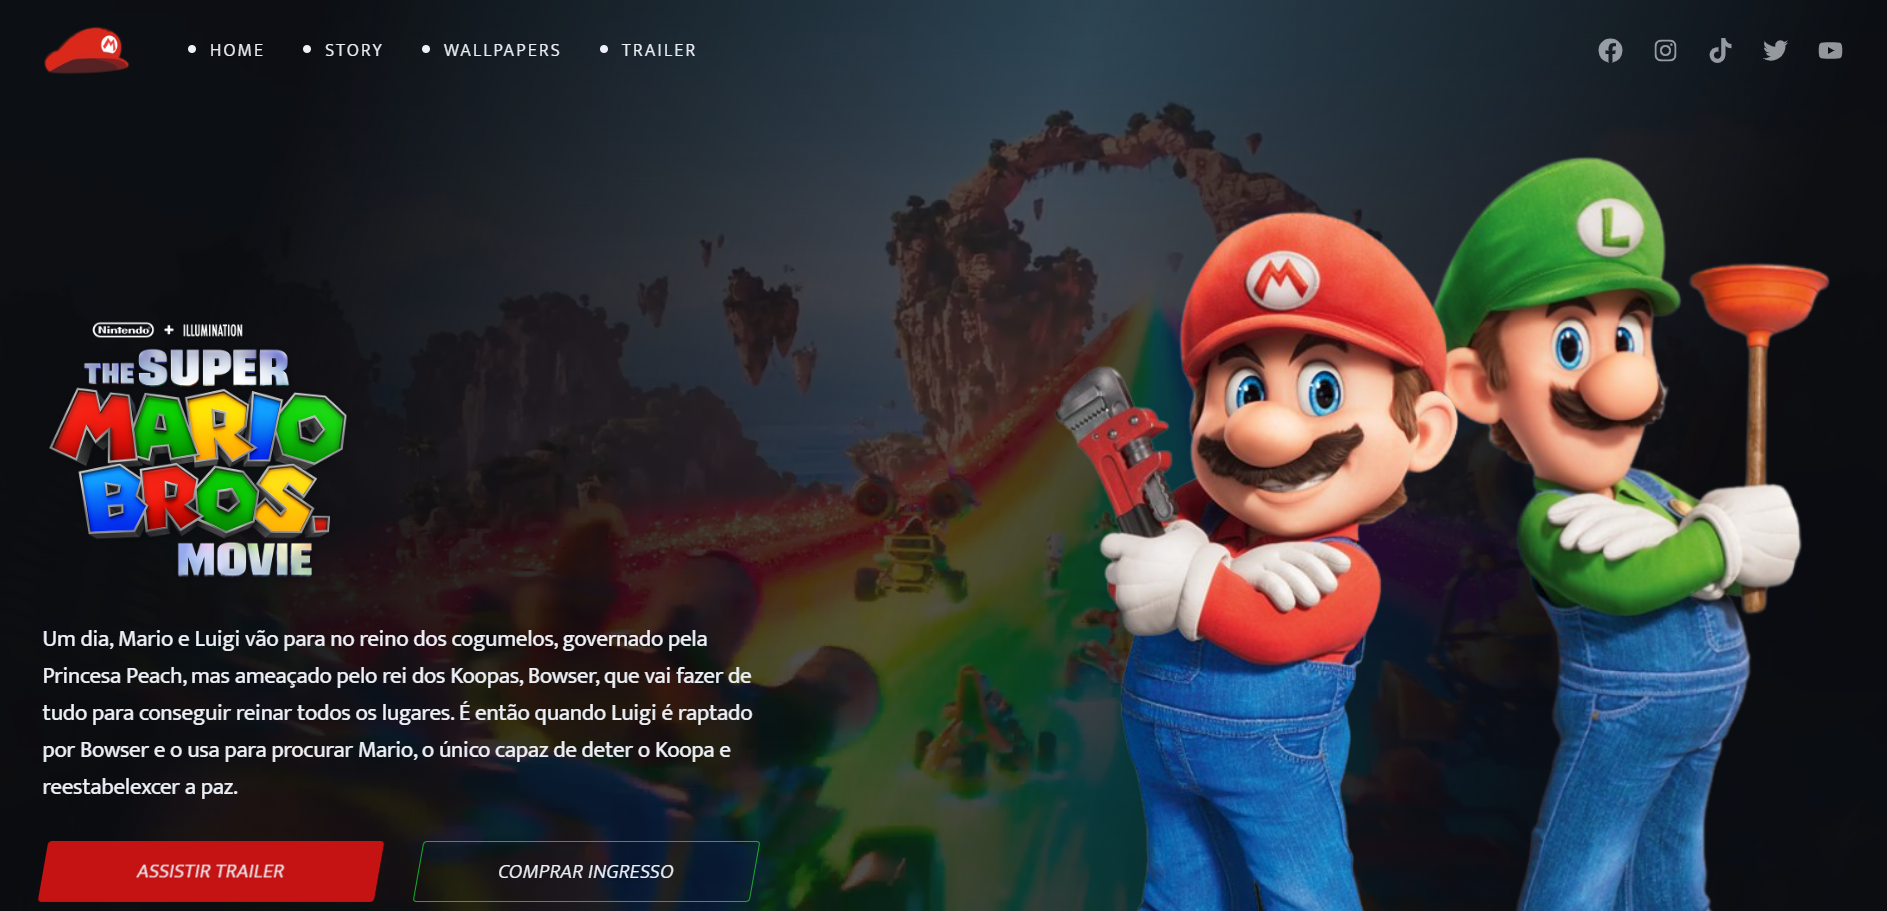 HOME
STORY
WALLPAPERS
TRAILER
M
L
M
Nintendo + ILLUMINATION
THE SUPER
MARIO
BROS.
MOVIE
Um dia, Mario e Luigi vão para no reino dos cogumelos, governado pela
Princesa Peach, mas ameaçado pelo rei dos Koopas, Bowser, que vai fazer de
tudo para conseguir reinar todos os lugares. É então quando Luigi é raptado
por Bowser e o usa para procurar Mario, o único capaz de deter o Koopa e
reestabelexcer a paz.
ASSISTIR TRAILER
COMPRAR INGRESSO